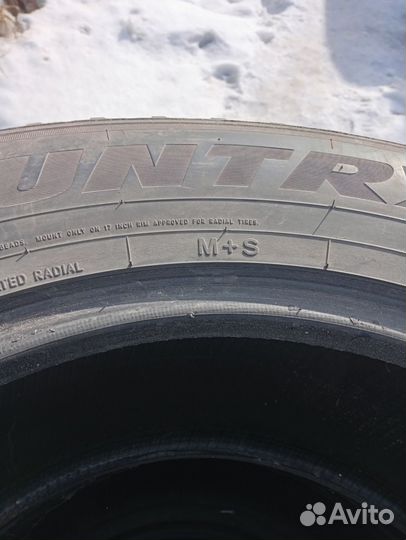 UNTR
BEADS. MOUNT ONLY ON 17 INCH RIM APPROVED FOR RADIAL TIRES.
M+S
TED RADIAL
Avito